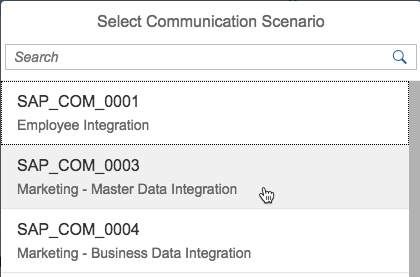 Select Communication Scenario
Search
SAP_COM_0001
Employee Integration
SAP_COM_0003
Marketing - Master Data Integration
SAP_COM_0004
Marketing - Business Data Integration